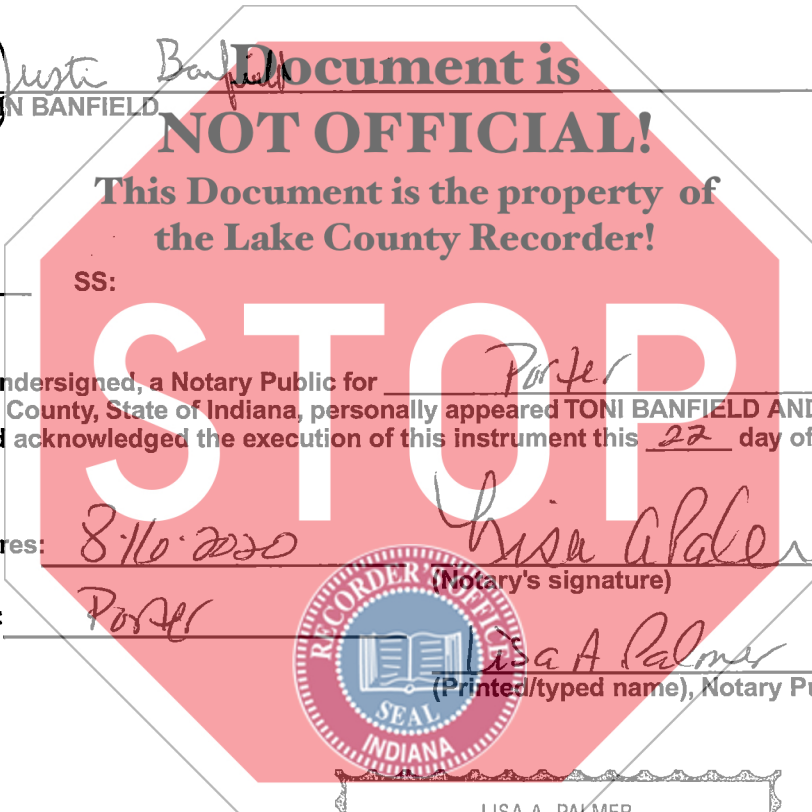 Justi Banfield
N BANFIELD
Document is
NOT OFFICIAL!
This Document is the property of
the Lake County Recorder!
SS:
STOP
ndersigned, a Notary Public for Porter
County, State of Indiana, personally appeared TONI BANFIELD AND
d acknowledged the execution of this instrument this 22 day of
res: 8·16·2020
Lisa A Palmer
(Notary's signature)
: Porter
Lisa A Palmer
(Printed/typed name), Notary Pu
RECORDER'S OFFICE
SEAL
INDIANA
LISA A. PALMER